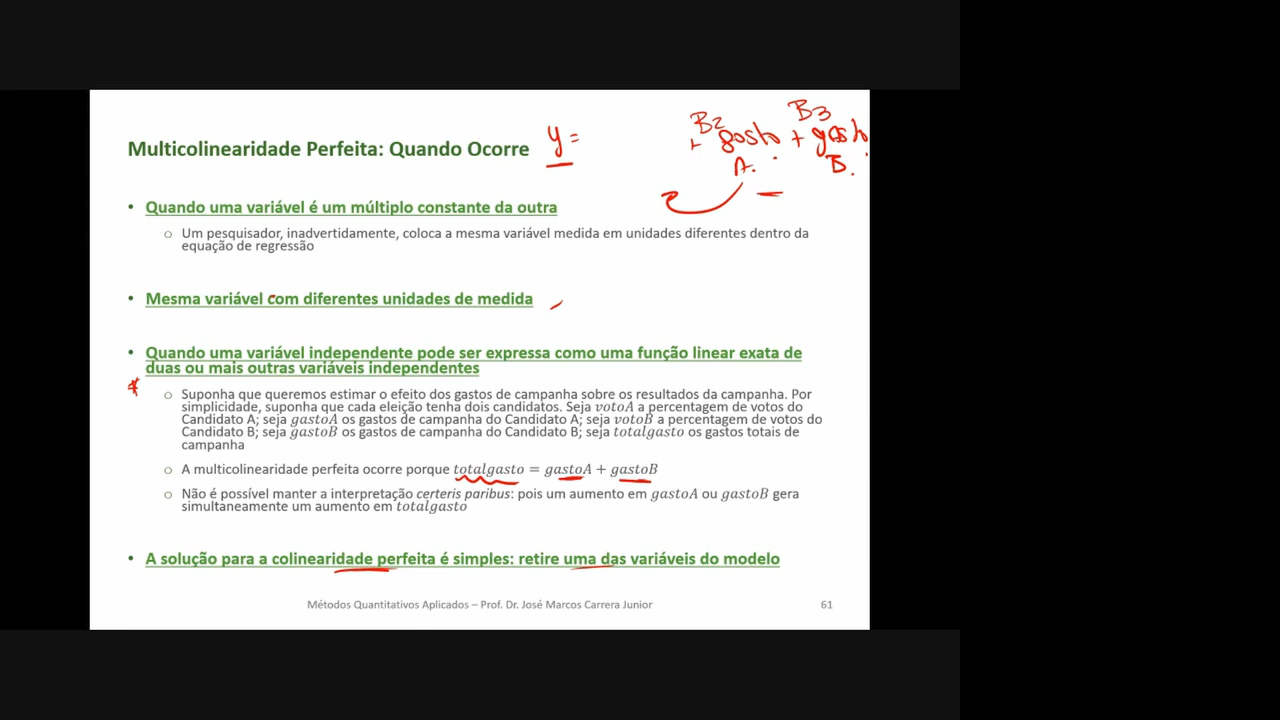 Multicolinearidade Perfeita: Quando Ocorre y =
+ B2 gasto A. + B3 gasto B.
• Quando uma variável é um múltiplo constante da outra
o Um pesquisador, inadvertidamente, coloca a mesma variável medida em unidades diferentes dentro da
equação de regressão
• Mesma variável com diferentes unidades de medida
• Quando uma variável independente pode ser expressa como uma função linear exata de
duas ou mais outras variáveis independentes
o Suponha que queremos estimar o efeito dos gastos de campanha sobre os resultados da campanha. Por
simplicidade, suponha que cada eleição tenha dois candidatos. Seja votoA a percentagem de votos do
Candidato A; seja gastoA os gastos de campanha do Candidato A; seja votoB a percentagem de votos do
Candidato B; seja gastoB os gastos de campanha do Candidato B; seja totalgasto os gastos totais de
campanha
o A multicolinearidade perfeita ocorre porque totalgasto = gastoA + gastoB
o Não é possível manter a interpretação certeris paribus: pois um aumento em gastoA ou gastoB gera
simultaneamente um aumento em totalgasto
• A solução para a colinearidade perfeita é simples: retire uma das variáveis do modelo
Métodos Quantitativos Aplicados – Prof. Dr. José Marcos Carrera Junior 61